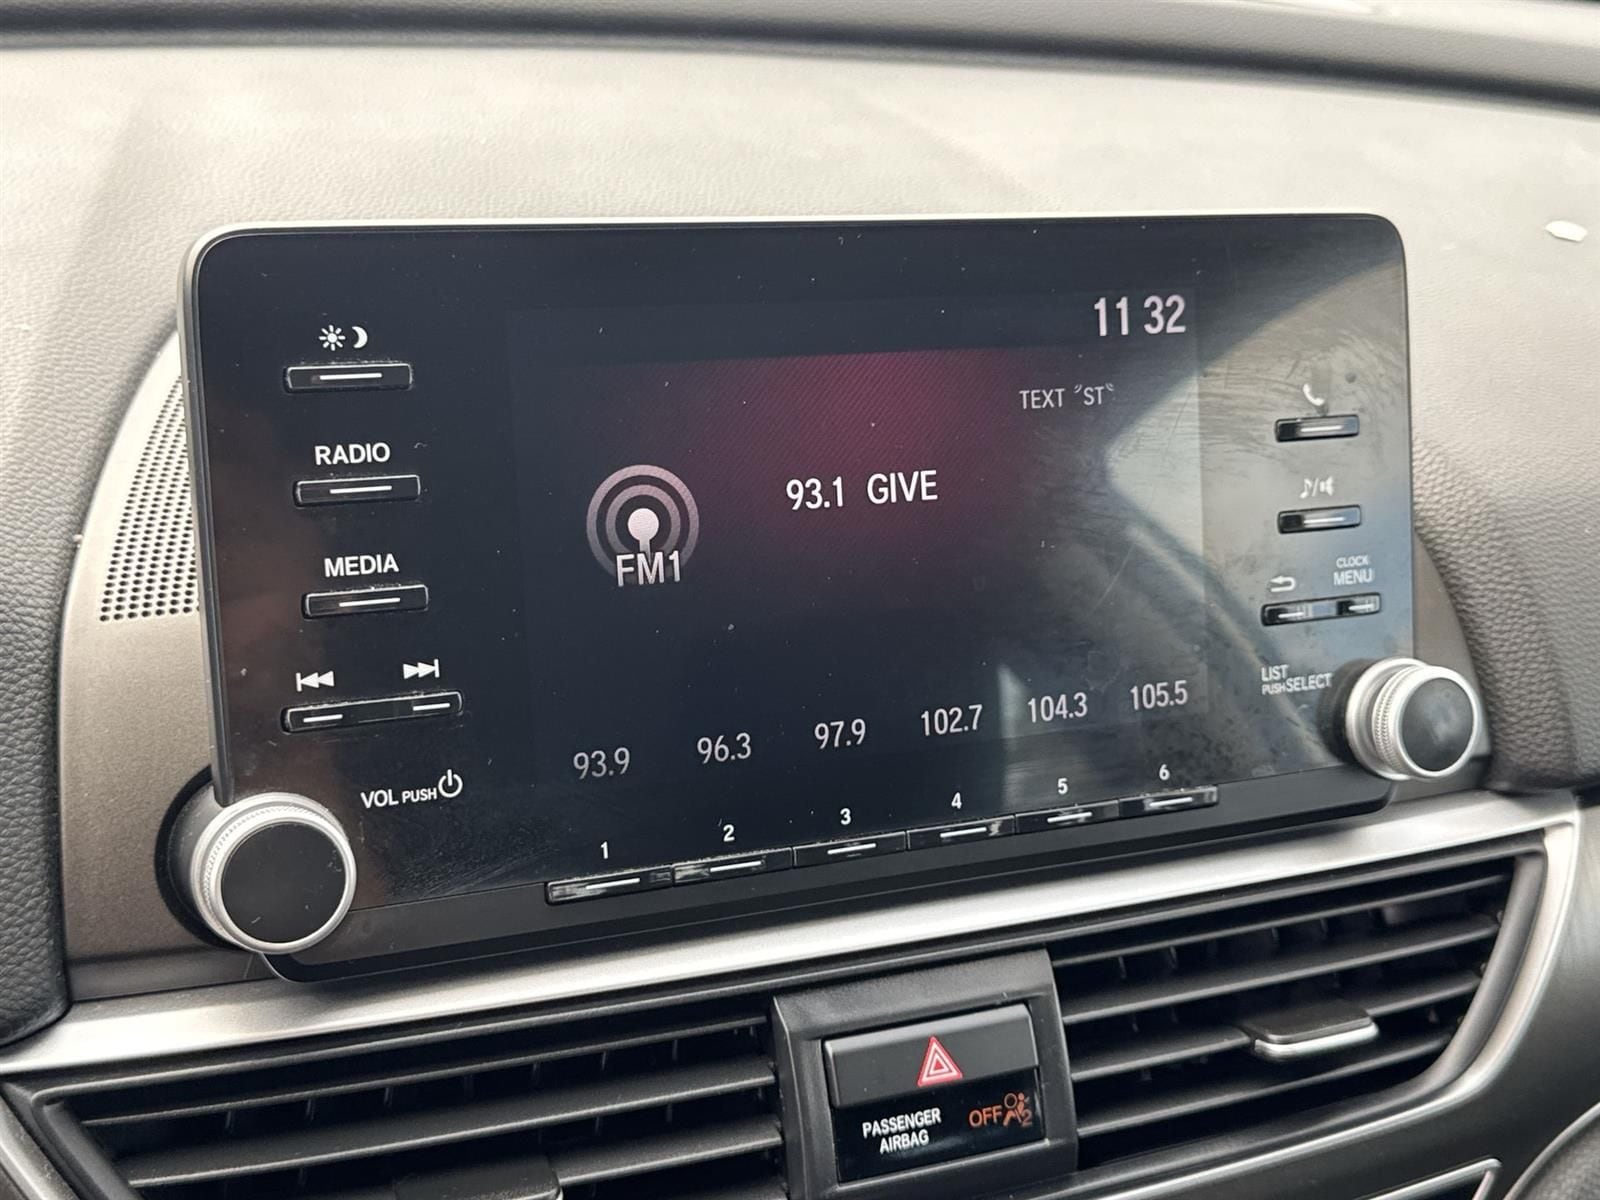 11 32
TEXT "ST"
RADIO
93.1 GIVE
FM1
MEDIA
CLOCK
MENU
LIST
PUSH SELECT
93.9 96.3 97.9 102.7 104.3 105.5
VOL PUSH
1 2 3 4 5 6
PASSENGER
AIRBAG
OFF
2